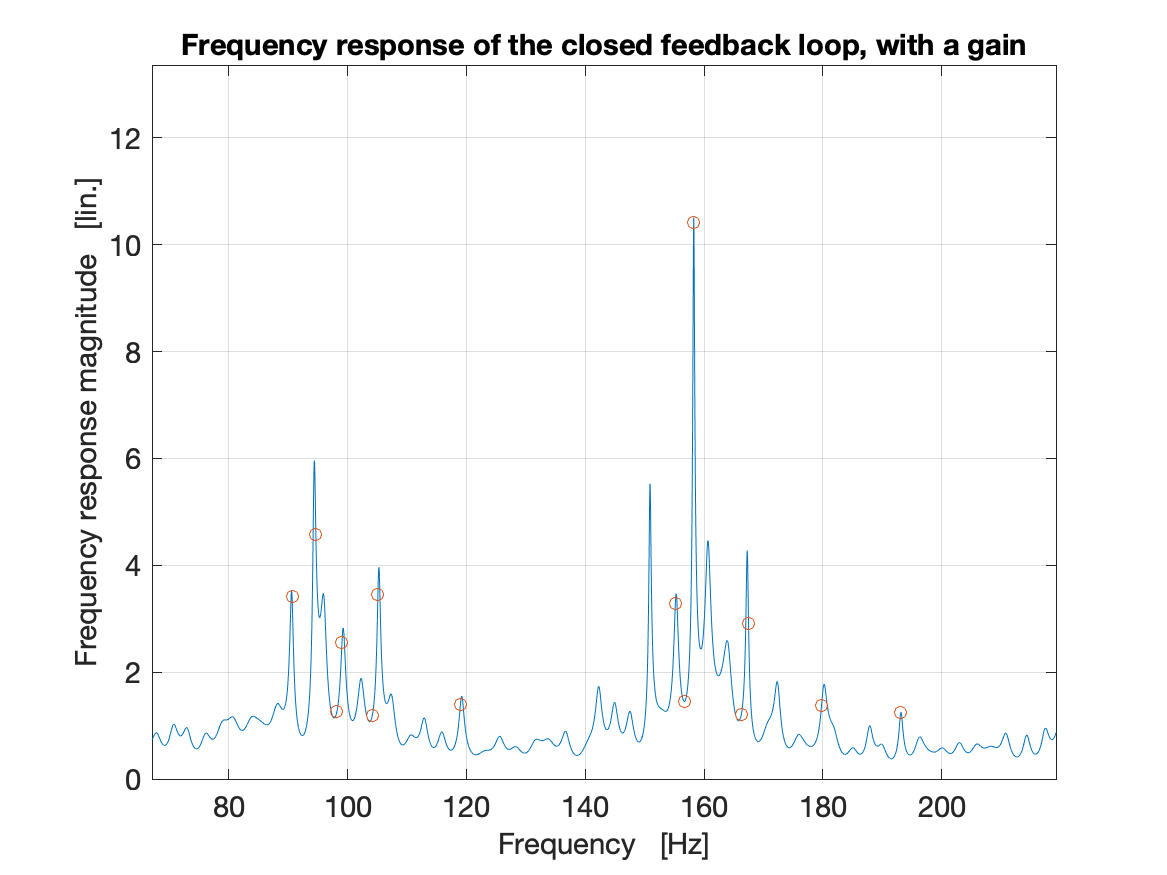 Frequency response of the closed feedback loop, with a gain
Frequency response magnitude [lin.]
12
10
8
6
4
2
0
80 100 120 140 160 180 200
Frequency [Hz]